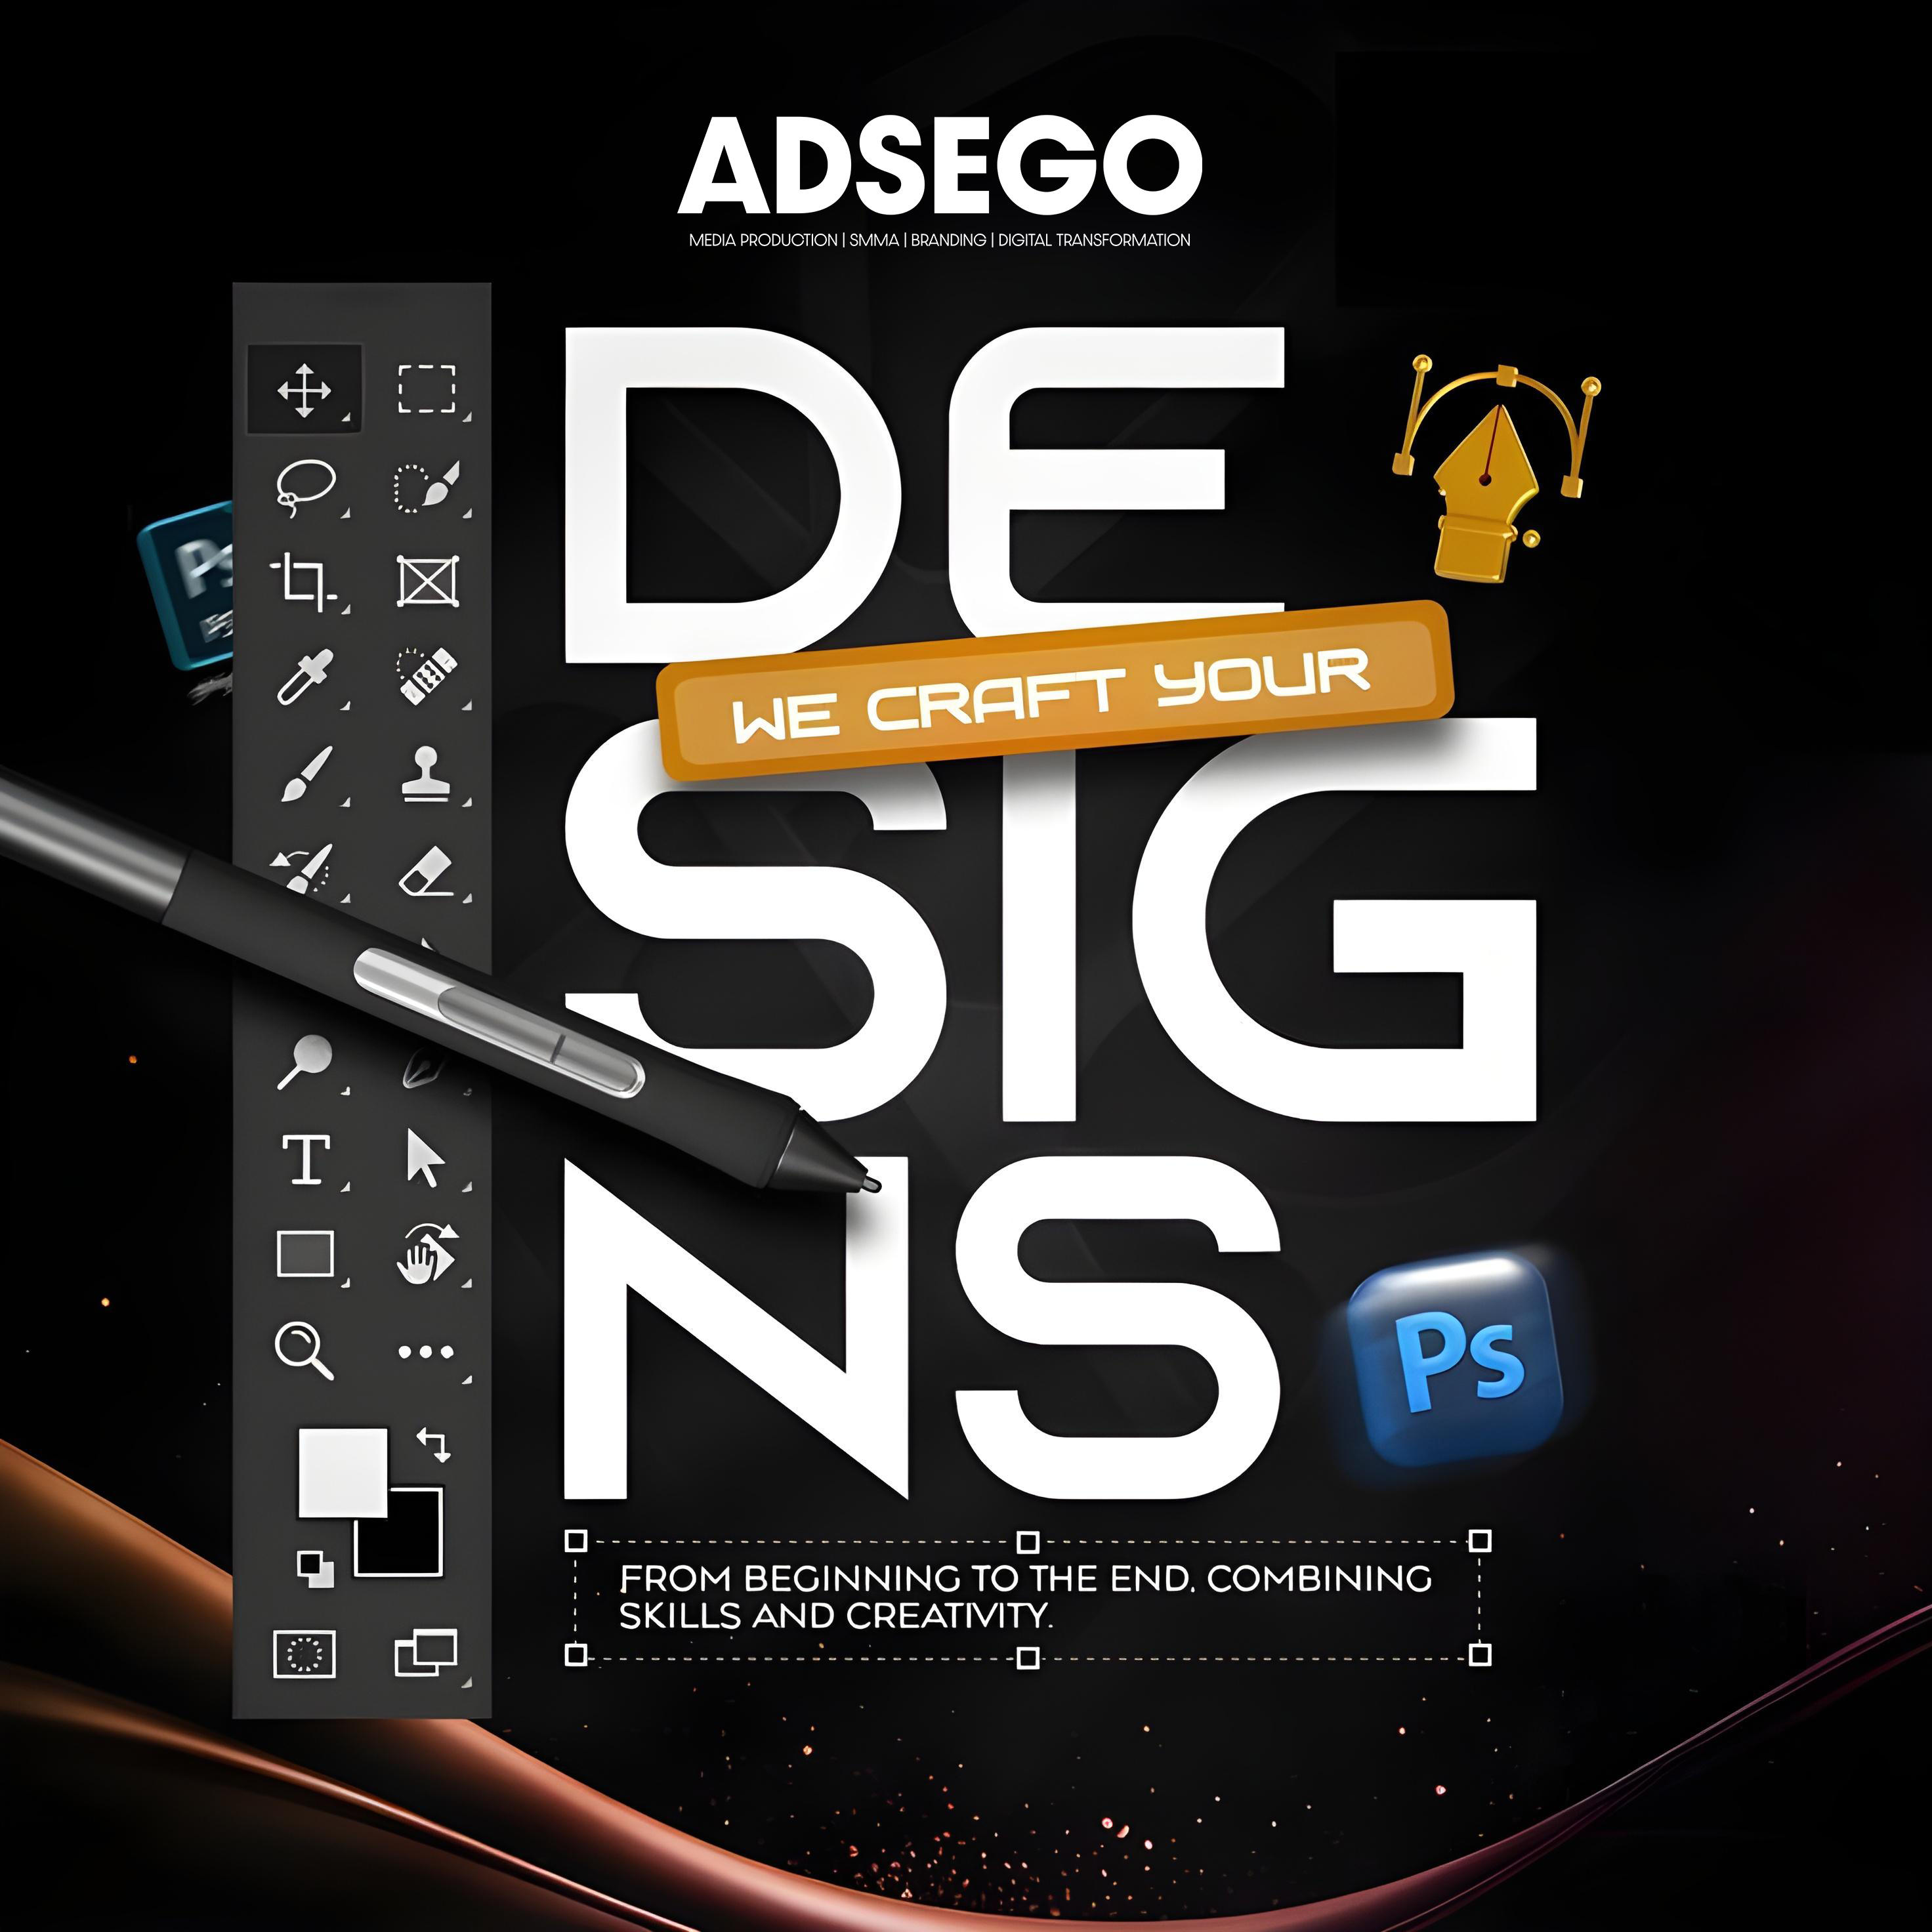 ADSEGO
MEDIA PRODUCTION | SMMA | BRANDING | DIGITAL TRANSFORMATION
DE
WE CRAFT YOUR
SIG
NS
Ps
Ps
T
FROM BEGINNING TO THE END. COMBINING
SKILLS AND CREATIVITY.